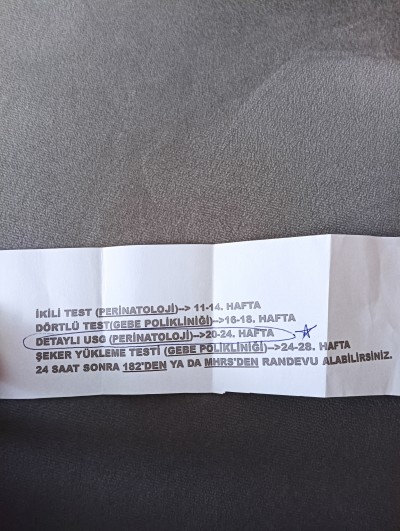 İKİLİ TEST (PERİNATOLOJİ)--> 11-14. HAFTA
DÖRTLÜ TEST(GEBE POLİKLİNİĞİ)-->16-18. HAFTA
DETAYLI USG (PERİNATOLOJİ)-->20-24. HAFTA
ŞEKER YÜKLEME TESTİ (GEBE POLİKLİNİĞİ)-->24-28. HAFTA
24 SAAT SONRA 182'DEN YA DA MHRS'DEN RANDEVU ALABİLİRSİNİZ.